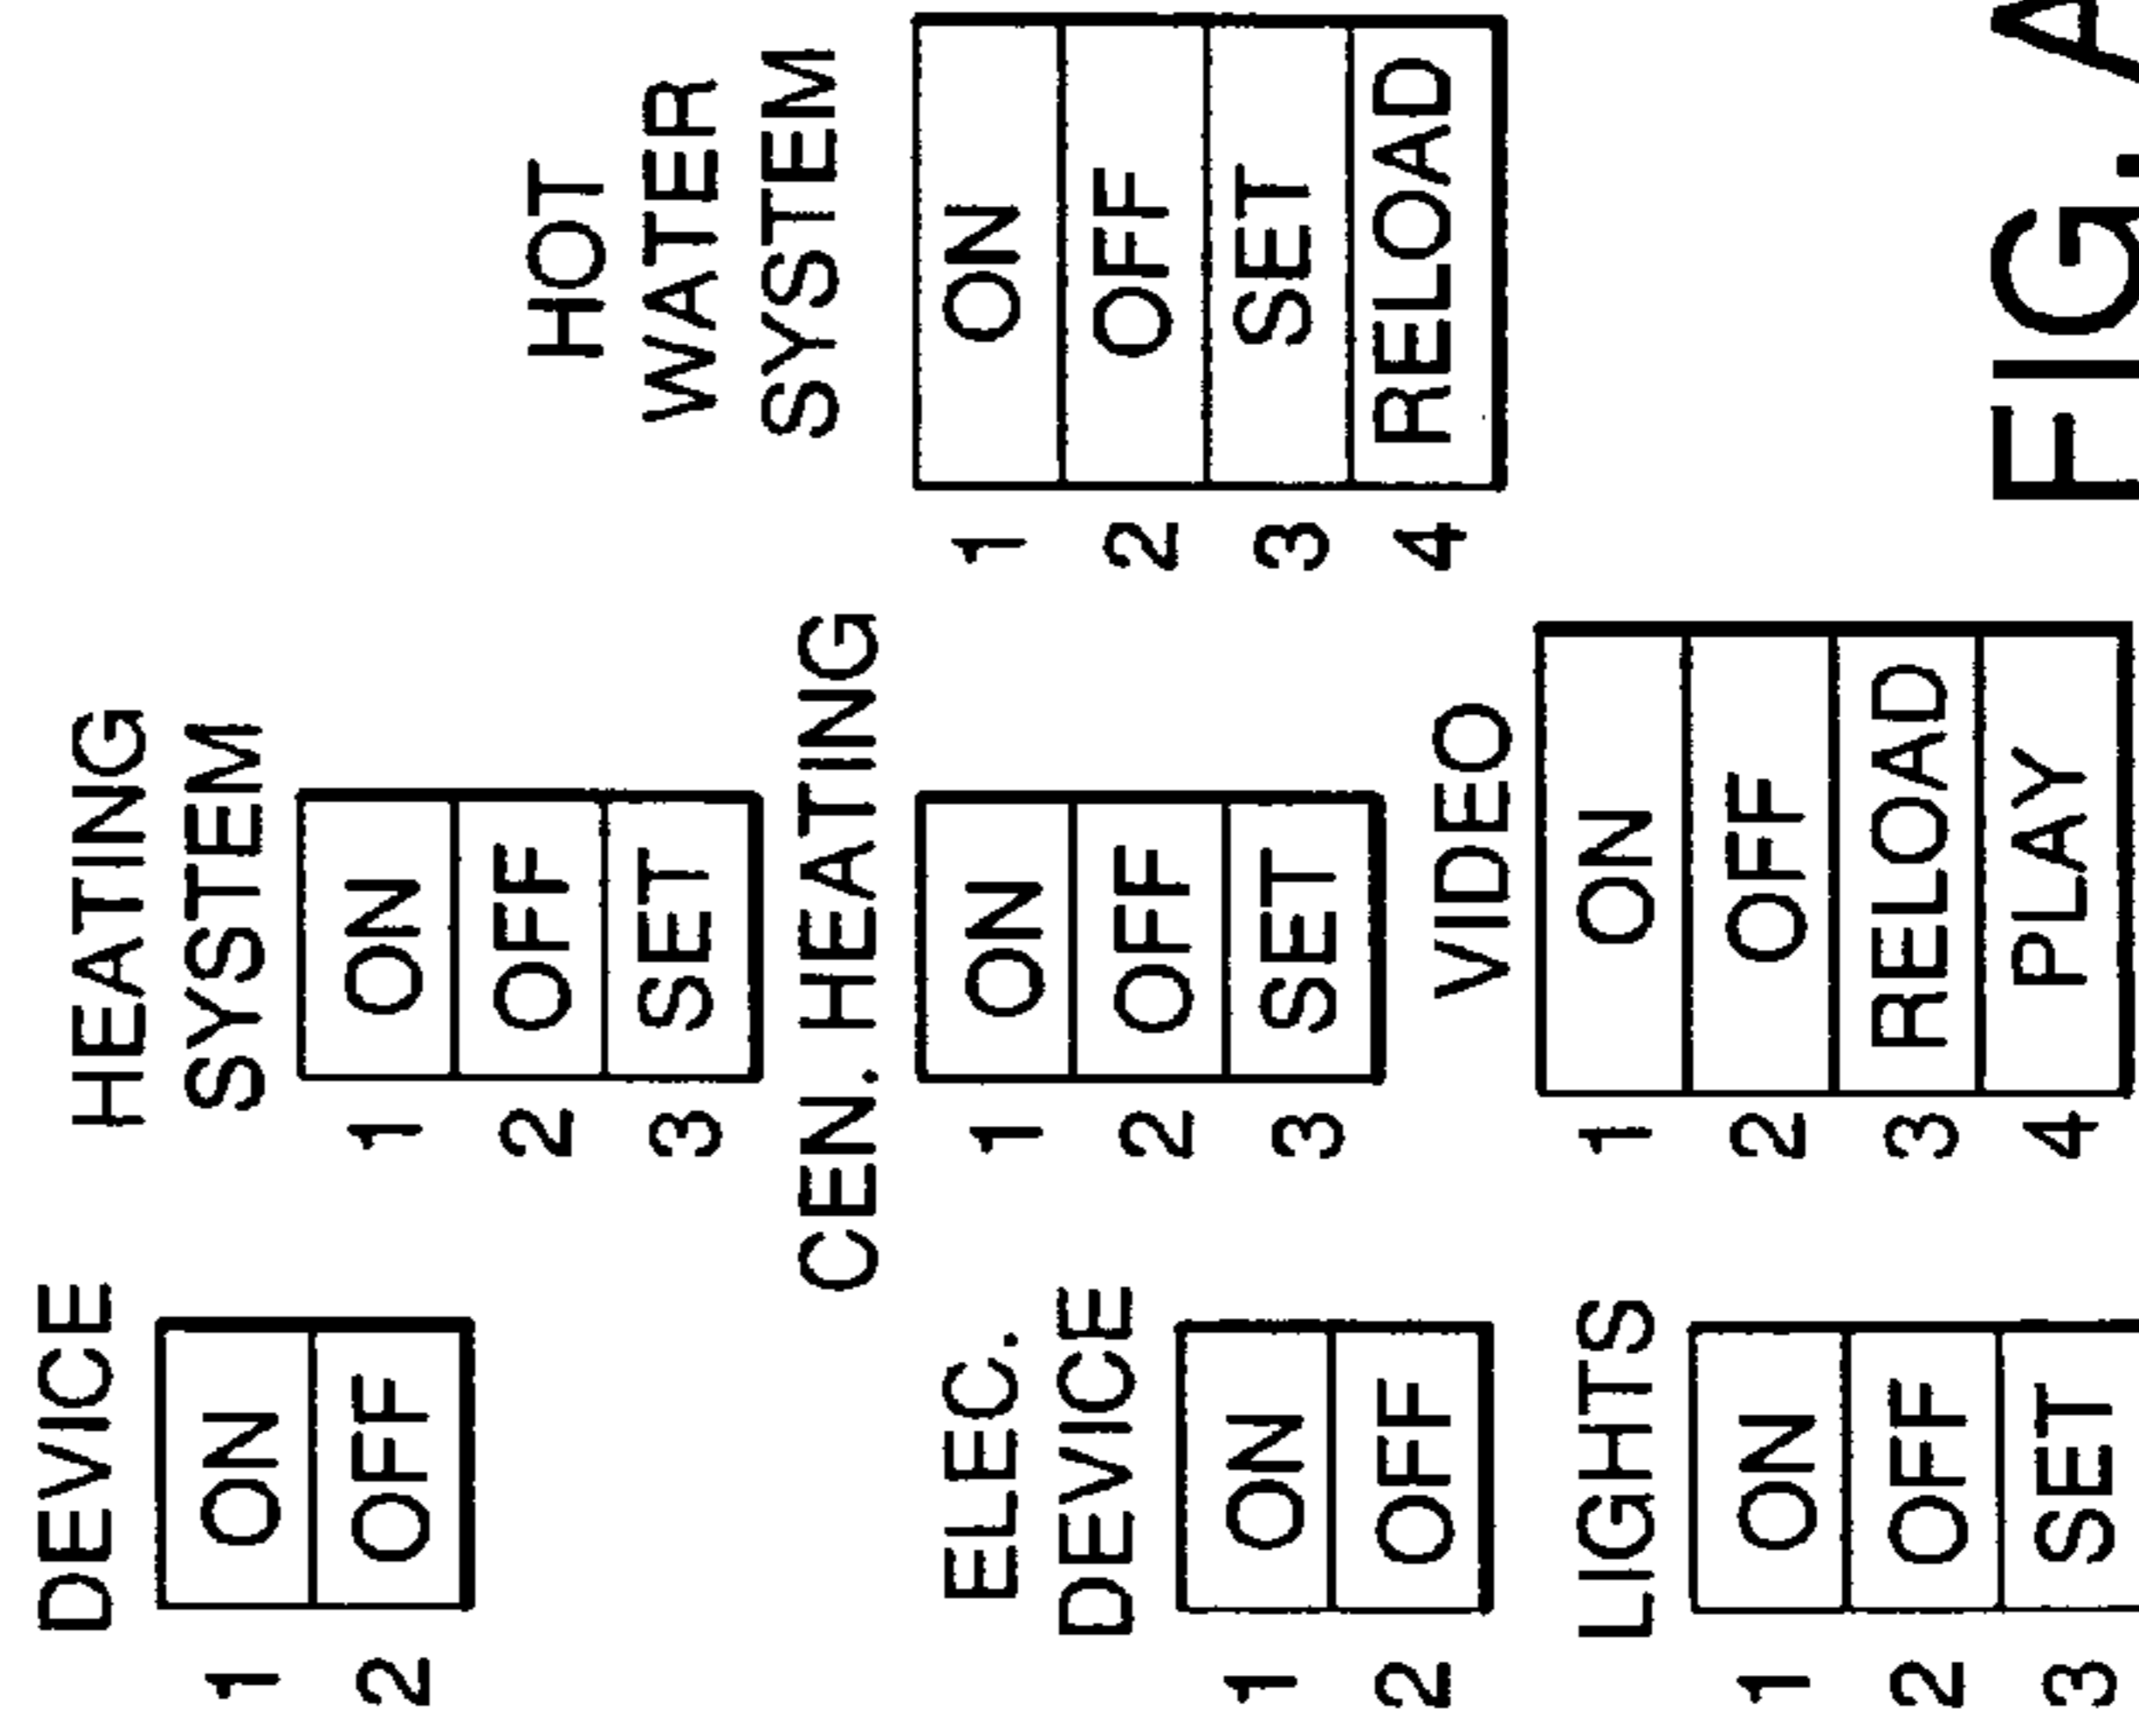 DEVICE
1 ON
2 OFF
HEATING
SYSTEM
1 ON
2 OFF
3 SET
HOT
WATER
SYSTEM
1 ON
2 OFF
3 SET
4 RELOAD
CEN. HEATING
1 ON
2 OFF
3 SET
ELEC.
DEVICE
1 ON
2 OFF
VIDEO
1 ON
2 OFF
3 RELOAD
4 PLAY
LIGHTS
1 ON
2 OFF
3 SET
FIG. A